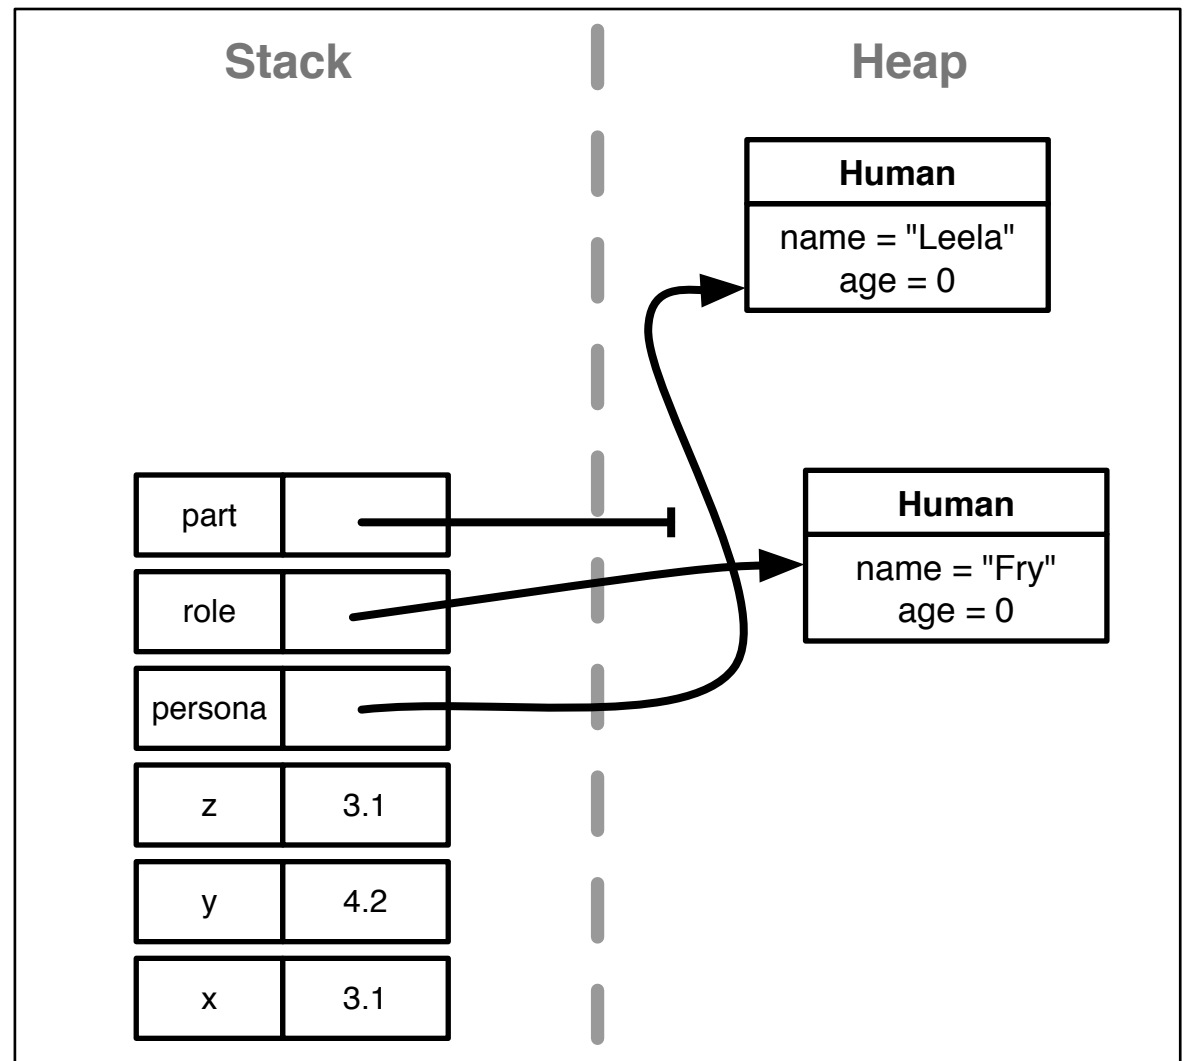 Stack
Heap
Human
name = "Leela"
age = 0
part
Human
name = "Fry"
age = 0
role
persona
z 3.1
y 4.2
x 3.1